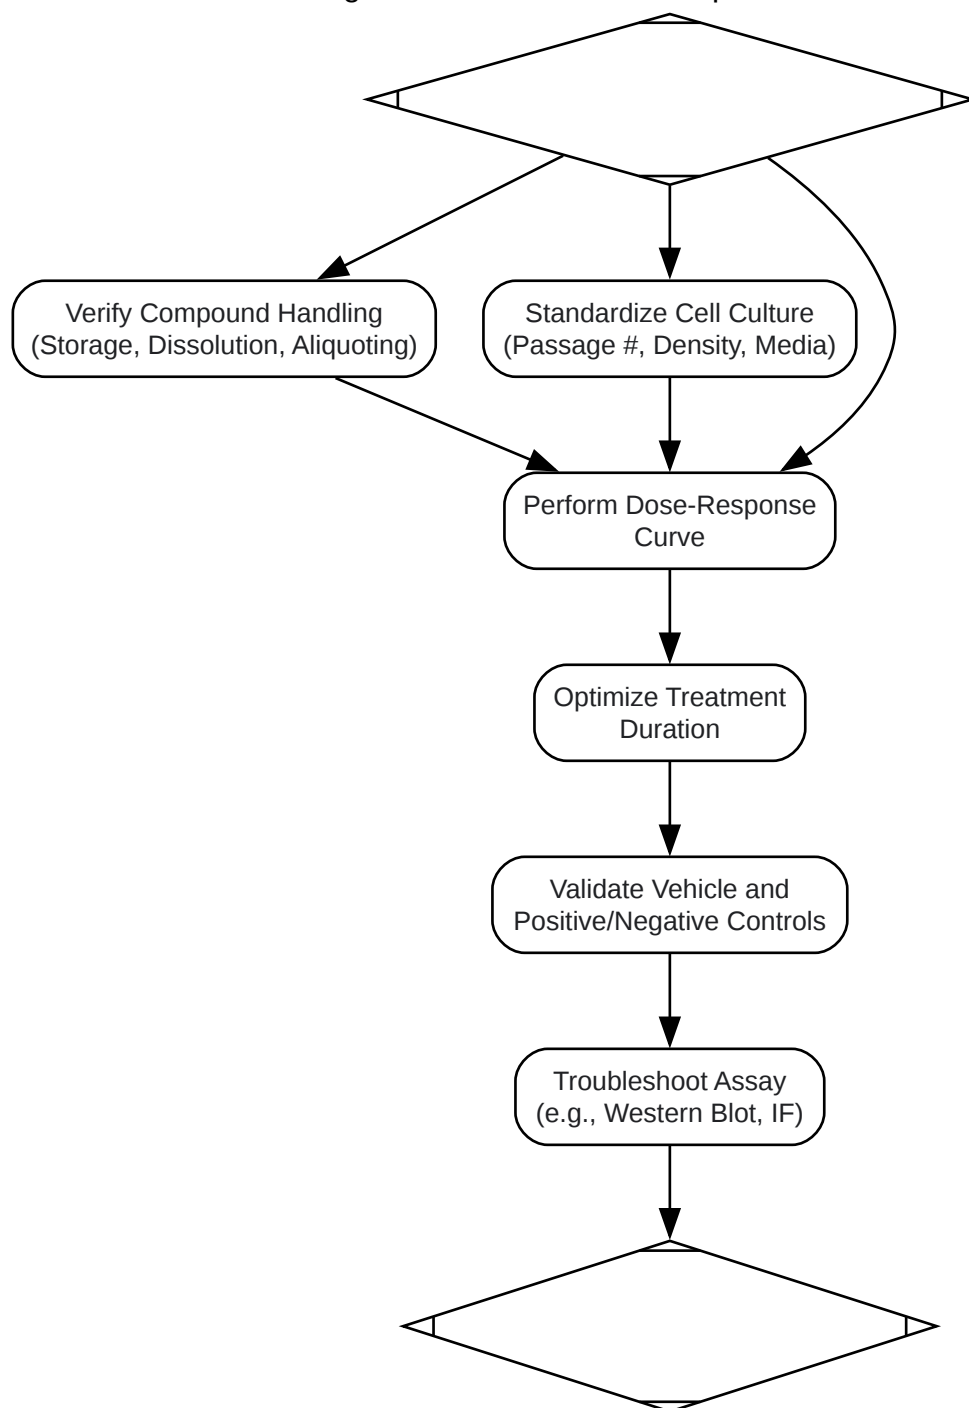 Verify Compound Handling
(Storage, Dissolution, Aliquoting)
Standardize Cell Culture
(Passage #, Density, Media)
Perform Dose-Response
Curve
Optimize Treatment
Duration
Validate Vehicle and
Positive/Negative Controls
Troubleshoot Assay
(e.g., Western Blot, IF)